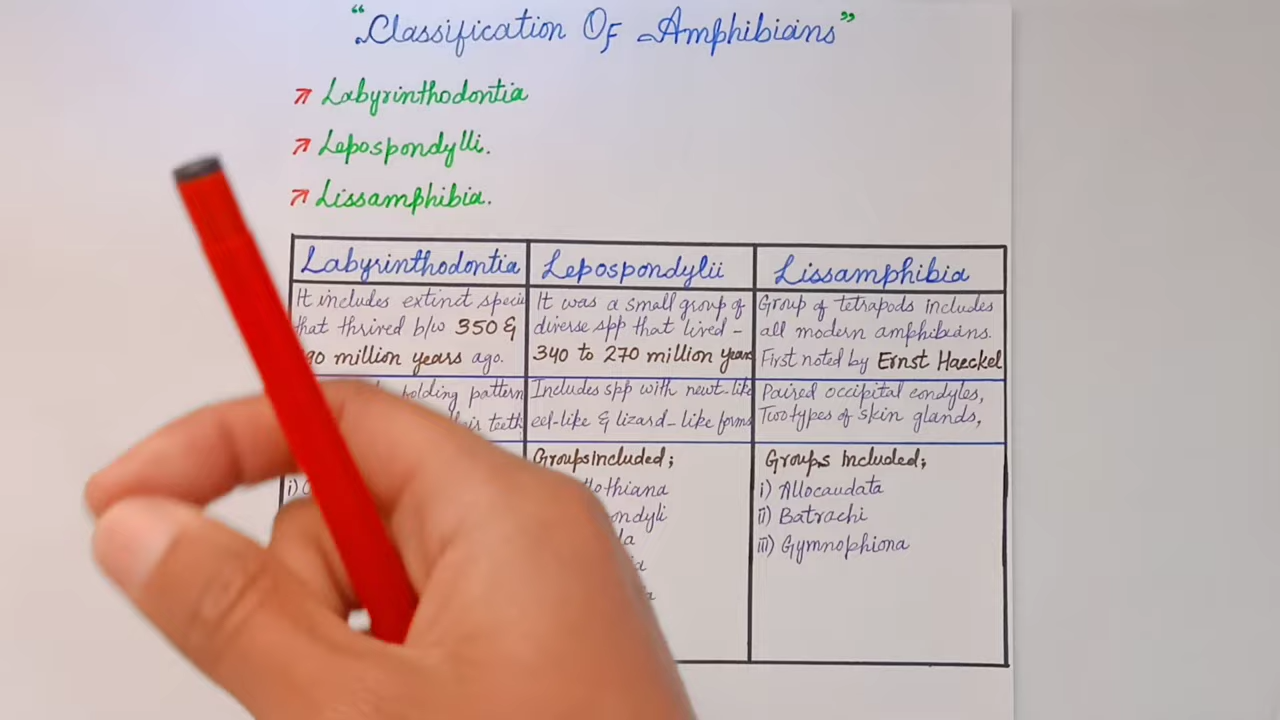 "Classification Of Amphibians"
Labyrinthodontia
Lepospondylli.
Lissamphibia.
Labyrinthodontia
Lepospondylii
Lissamphibia
It includes extinct
that thrived b/w 350 &
million years ago.
It was a small group of
diverse spp that lived -
340 to 270 million years
Group of tetrapods includes
all modern amphibians.
First noted by Ernst Haeckel
folding pattern
teeth
Includes spp with newt-like
eel-like & lizard-like forms
Paired occipital condyles,
Two types of skin glands,
i)
Groups Included;
Groups Included;
i) Allocaudata
ii) Batrachi
iii) Gymnophiona